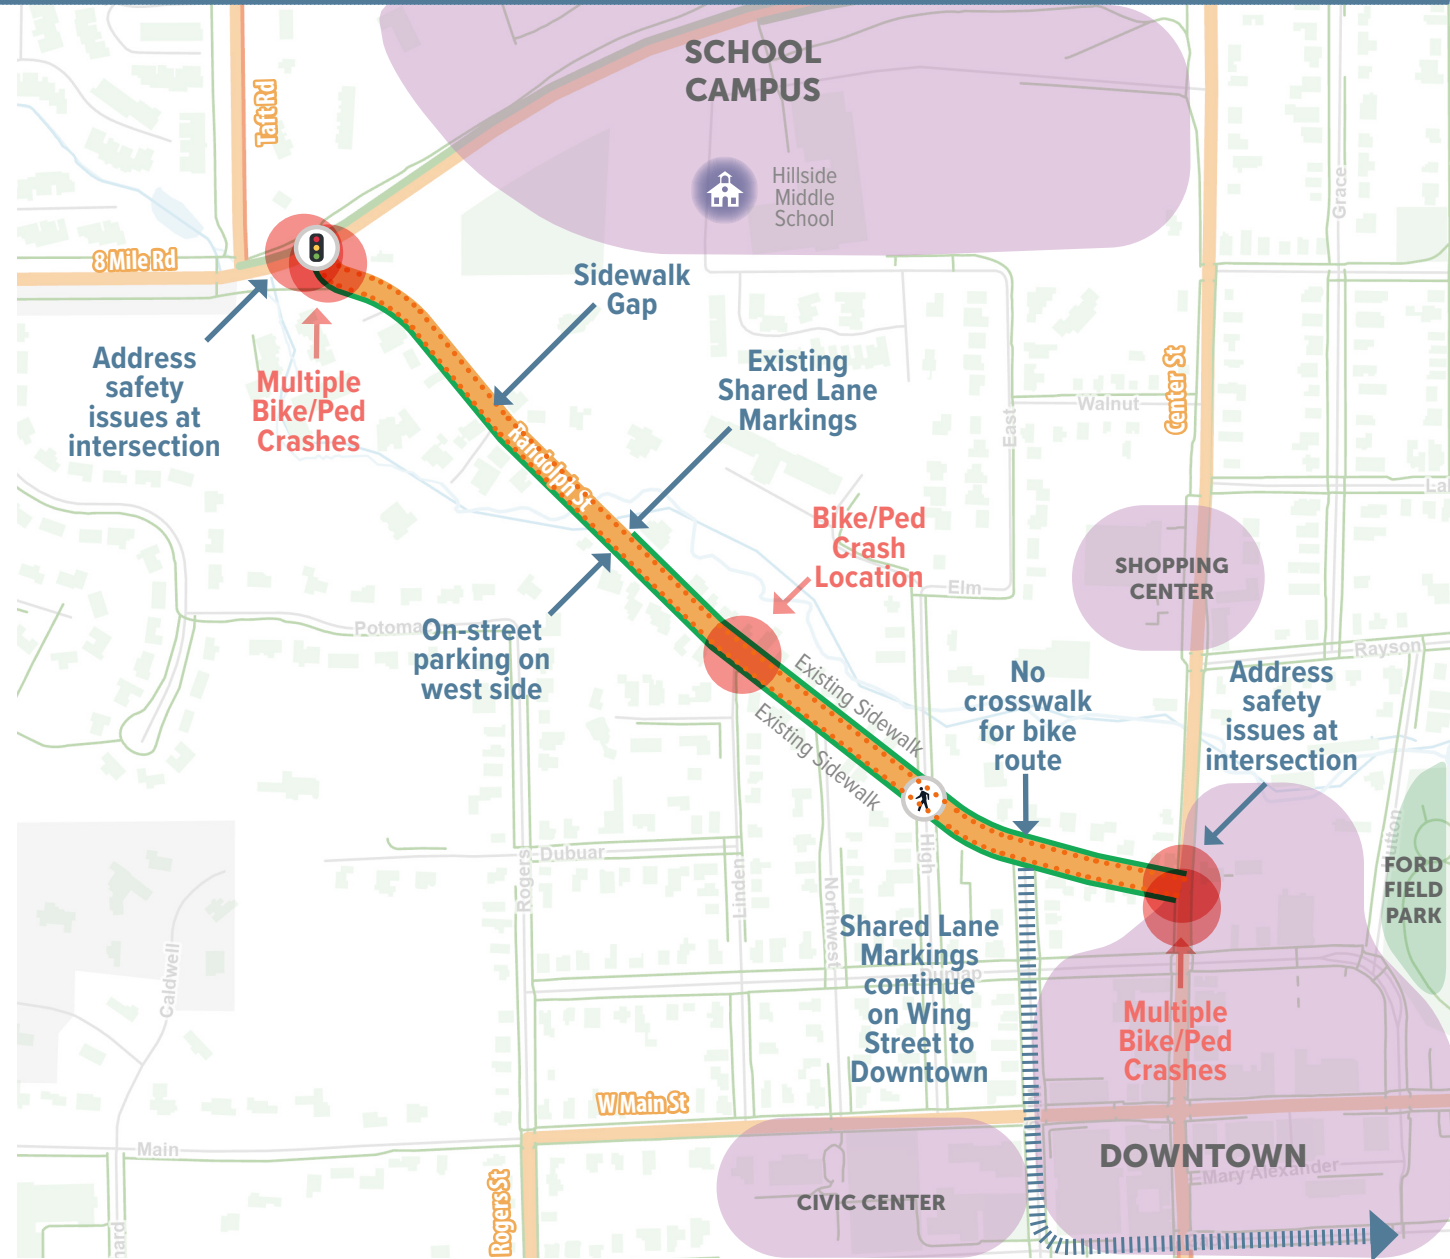 SCHOOL
CAMPUS
Taft Rd
Hillside
Middle
School
Grace
8 Mile Rd
Sidewalk
Gap
Address
safety
issues at
intersection
Multiple
Bike/Ped
Crashes
Existing
Shared Lane
Markings
East
Walnut
Center St
Randolph St
Bike/Ped
Crash
Location
SHOPPING
CENTER
Elm
Potoma
On-street
parking on
west side
Existing Sidewalk
Existing Sidewalk
No
crosswalk
for bike
route
Rayson
Address
safety
issues at
intersection
Dubuar
Rogers
Linden
Northwest
High
FORD
FIELD
PARK
Caldwell
Shared Lane
Markings
continue
on Wing
Street to
Downtown
Dunlap
Multiple
Bike/Ped
Crashes
W Main St
Main
DOWNTOWN
EMary Alexander
CIVIC CENTER
Rogers St